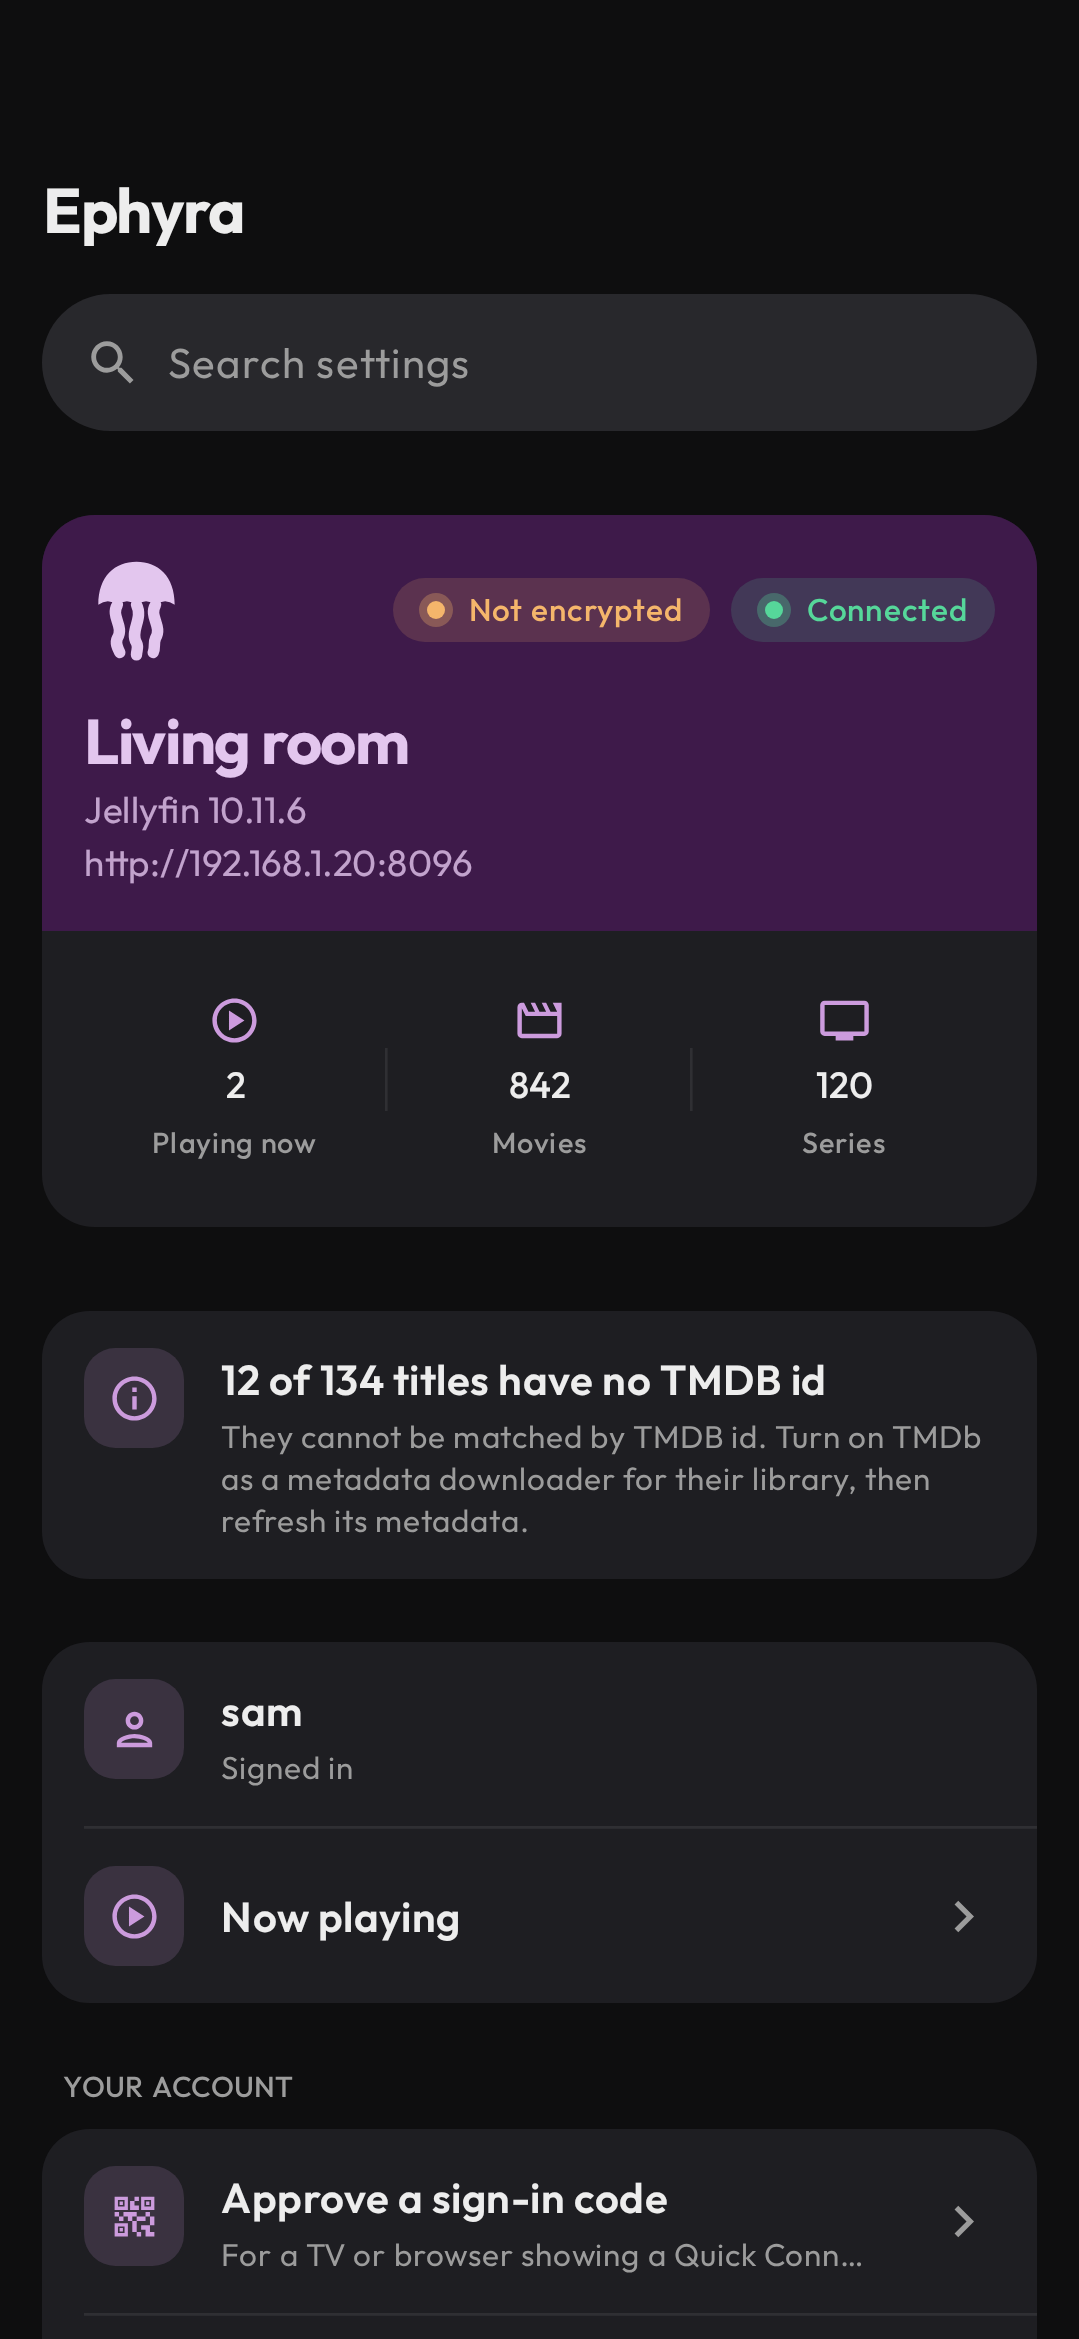 Ephyra
Search settings
Not encrypted
Connected
Living room
Jellyfin 10.11.6
http://192.168.1.20:8096
2
842
120
Playing now
Movies
Series
12 of 134 titles have no TMDB id
They cannot be matched by TMDB id. Turn on TMDb
as a metadata downloader for their library, then
refresh its metadata.
sam
Signed in
Now playing
YOUR ACCOUNT
Approve a sign-in code
For a TV or browser showing a Quick Conn…